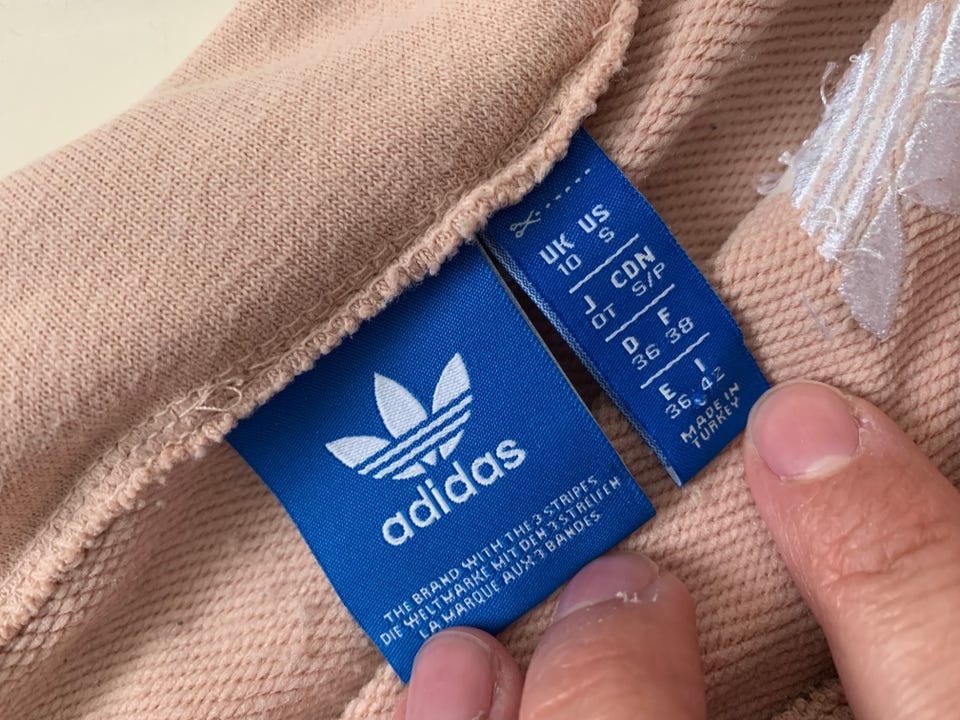 adidas
THE BRAND WITH THE 3 STRIPES
DIE WELTMARKE MIT DEN 3 STREIFEN
LA MARQUE AUX 3 BANDES
UK US
10 S
J CDN
OT S/P
D F
36 38
E I
36 42
MADE IN
TURKEY